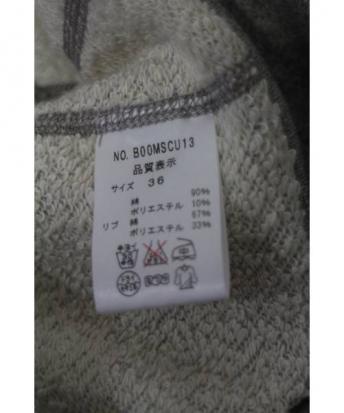 NO. B00MSCU13
品質表示
サイズ 36
綿 90%
ポリエステル 10%
リブ 綿 67%
ポリエステル 33%